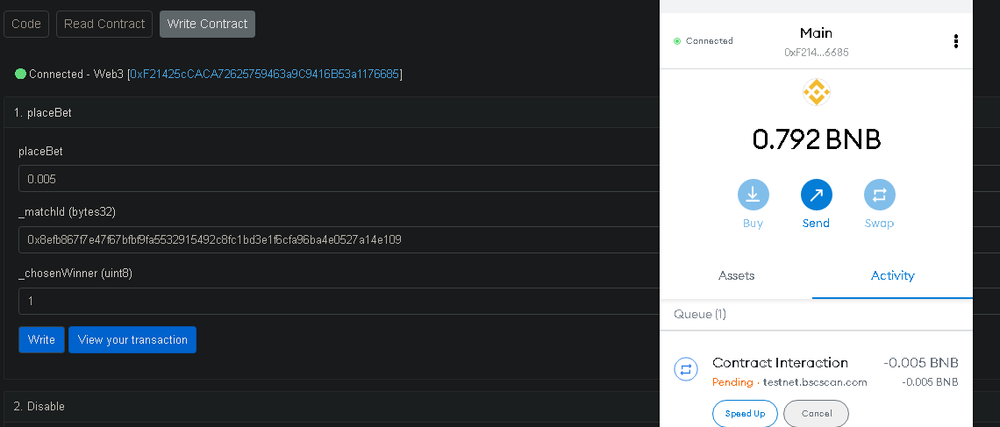 Code Read Contract Write Contract
Connected - Web3 [0xF21425cCACA72625759463a9C9416B53a1176685]
1. placeBet
placeBet
0.005
_matchId (bytes32)
0x8efb867f7e47f67bfbf9fa5532915492c8fc1bd3e1f6cfa96ba4e0527a14e109
_chosenWinner (uint8)
1
Write View your transaction
2. Disable
Connected
Main
0xF214...6685
0.792 BNB
Buy Send Swap
Assets Activity
Queue (1)
Contract Interaction -0.005 BNB
Pending · testnet.bscscan.com -0.005 BNB
Speed Up Cancel